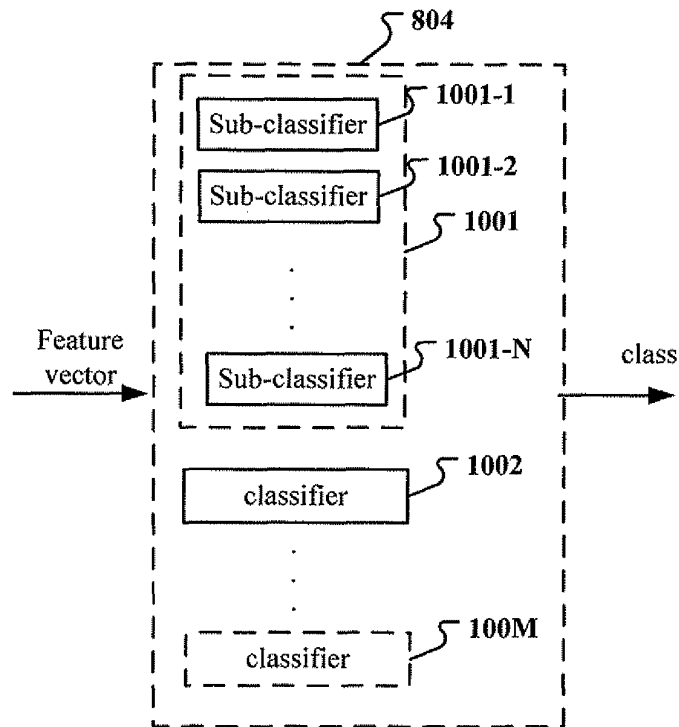 804
1001-1
Sub-classifier
1001-2
Sub-classifier
1001
.
.
.
1001-N
Feature
vector
class
Sub-classifier
1002
classifier
.
.
.
100M
classifier